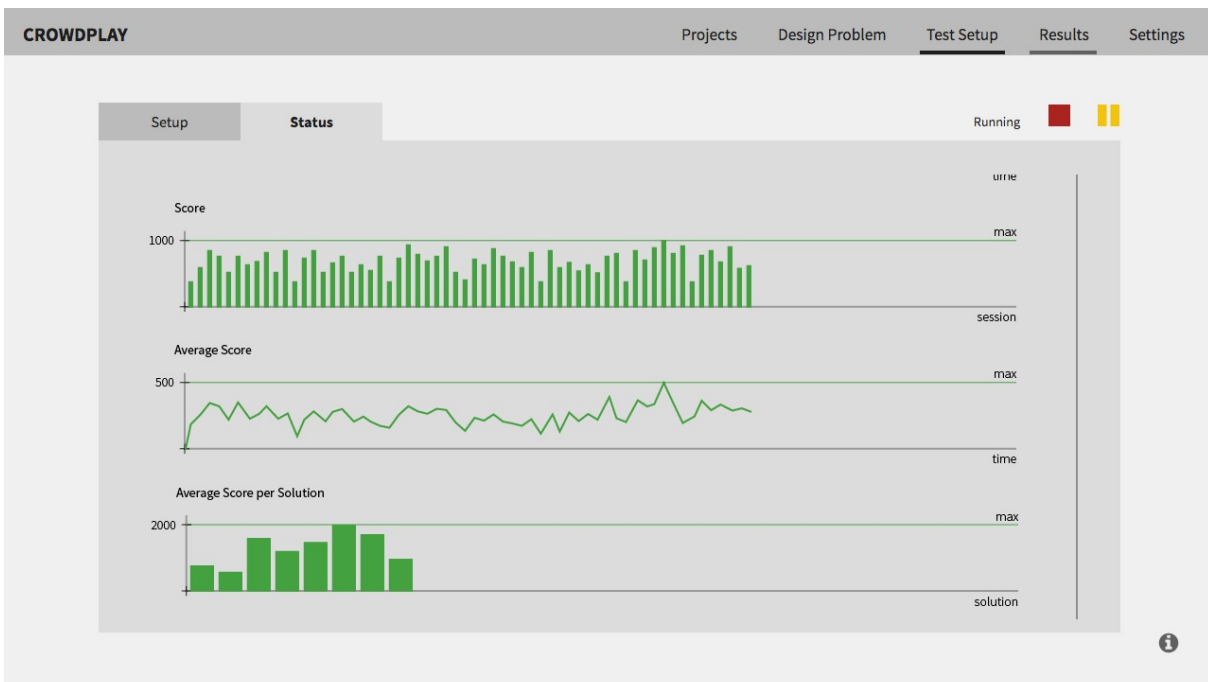 CROWDPLAY Projects Design Problem Test Setup Results Settings
Setup Status Running
Score
1000 max
session
Average Score
500 max
time
Average Score per Solution
2000 max
solution